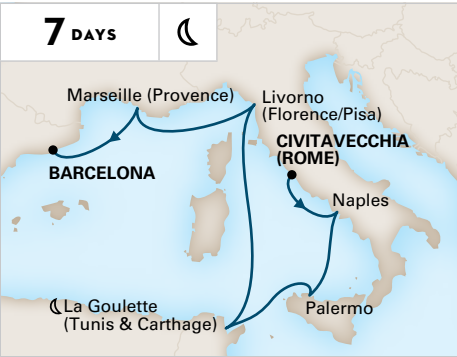 7 DAYS
Marseille (Provence)
Livorno
(Florence/Pisa)
CIVITAVECCHIA
(ROME)
BARCELONA
Naples
La Goulette
(Tunis & Carthage)
Palermo